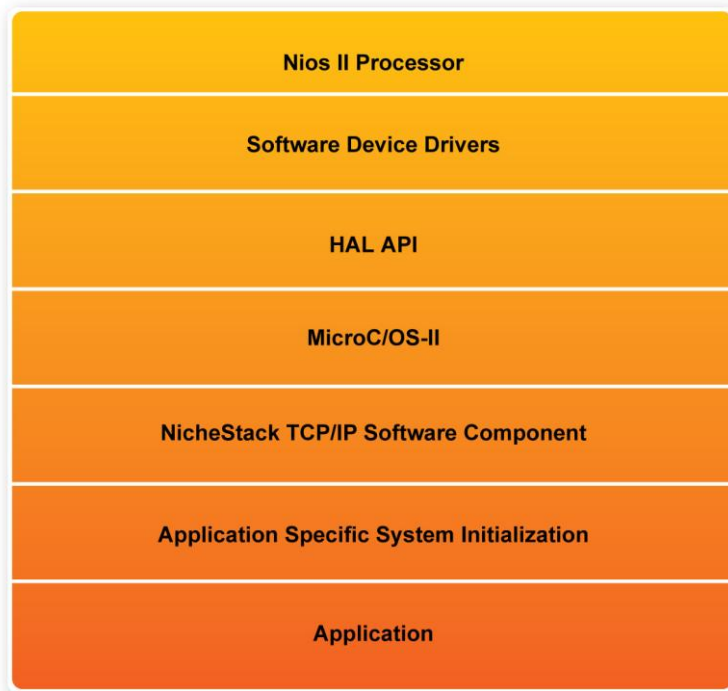 Nios II Processor
Software Device Drivers
HAL API
MicroC/OS-II
NicheStack TCP/IP Software Component
Application Specific System Initialization
Application